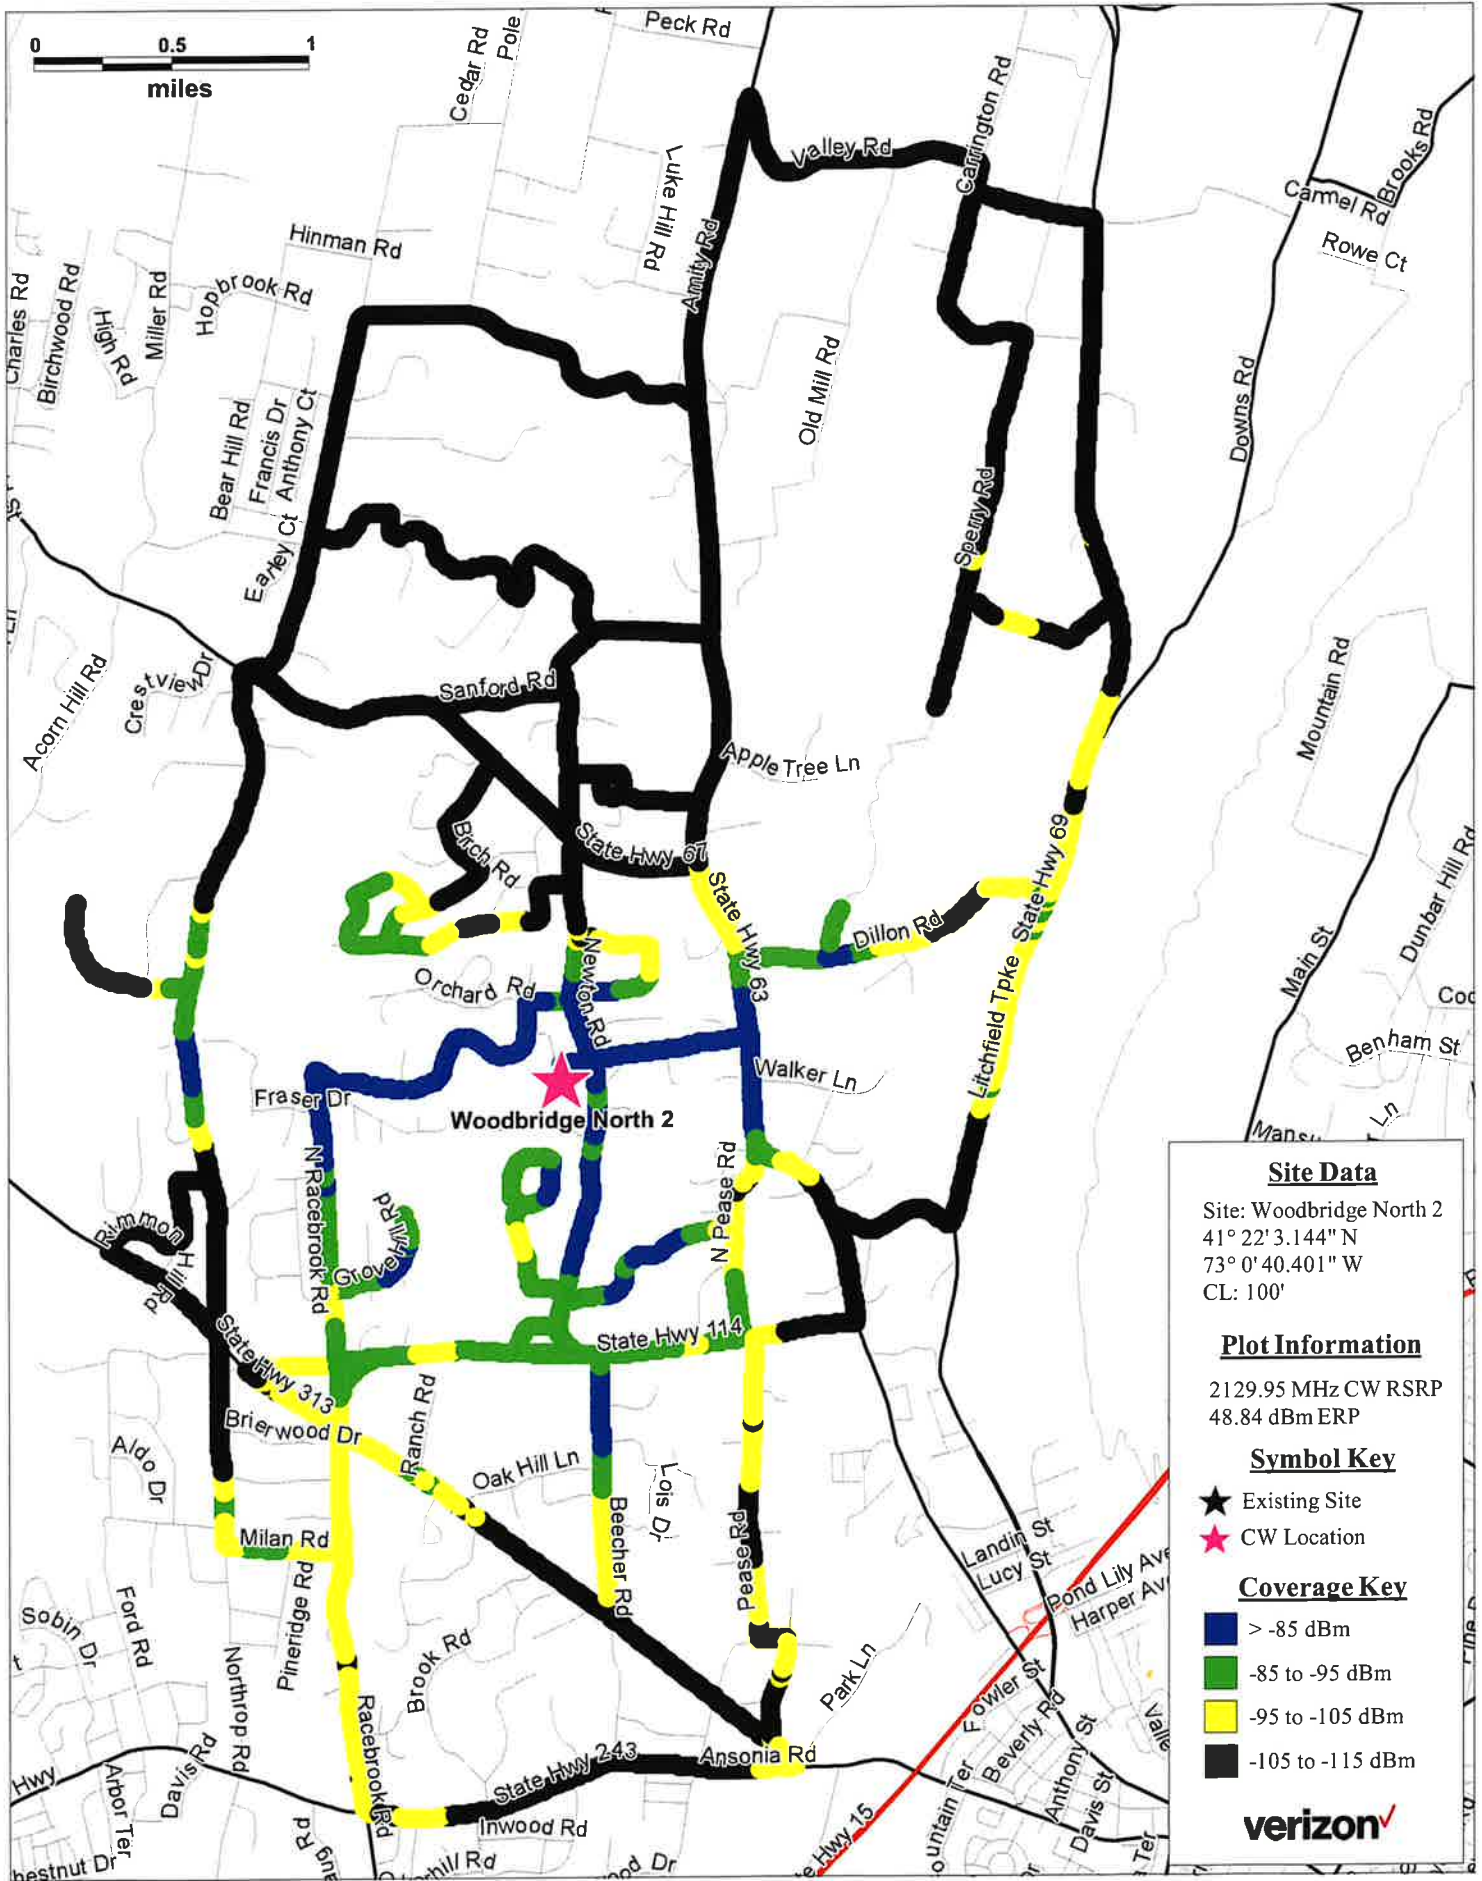 0 0.5 1
miles
Peck Rd
Cedar Rd
Pole
Carrington Rd
Valley Rd
Luke Hill Rd
Amity Rd
Brooks Rd
Carmel Rd
Rowe Ct
Hinman Rd
Hopbrook Rd
Charles Rd
Birchwood Rd
High Rd
Miller Rd
Bear Hill Rd
Francis Dr
Anthony Ct
Earley Ct
Old Mill Rd
Downs Rd
Sperry Rd
Acorn Hill Rd
Crestview Dr
Sanford Rd
Mountain Rd
Apple Tree Ln
Birch Rd
State Hwy 67
State Hwy 63
State Hwy 69
Dillon Rd
Dunbar Hill Rd
Main St
Orchard Rd
Newton Rd
Litchfield Tpke
Benham St
Walker Ln
Fraser Dr
Woodbridge North 2
N Racebrook Rd
N Pease Rd
Rimmon Hill Rd
Grove Hill Rd
State Hwy 114
State Hwy 313
Brierwood Dr
Ranch Rd
Oak Hill Ln
Lois Dr
Aldo Dr
Beecher Rd
Pease Rd
Milan Rd
Landin St
Lucy St
Pond Lily Ave
Harper Av
Sobin Dr
Ford Rd
Pineridge Rd
Northrod Rd
Brook Rd
Park Ln
Fowler St
Beverly Rd
Racebrook Rd
State Hwy 243
Ansonia Rd
Inwood Rd
Hwy
Arbor Ter
Davis Rd
Anthony St
Davis St
Hwy 15
hestnut Dr
Site Data
Site: Woodbridge North 2
41° 22' 3.144" N
73° 0' 40.401" W
CL: 100'
Plot Information
2129.95 MHz CW RSRP
48.84 dBm ERP
Symbol Key
Existing Site
CW Location
Coverage Key
> -85 dBm
-85 to -95 dBm
-95 to -105 dBm
-105 to -115 dBm
verizon